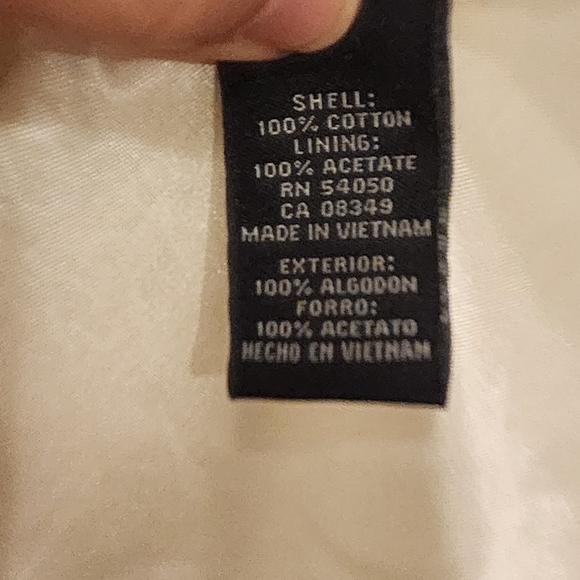 SHELL:
100% COTTON
LINING:
100% ACETATE
RN 54050
CA 08349
MADE IN VIETNAM
EXTERIOR:
100% ALGODON
FORRO:
100% ACETATO
HECHO EN VIETNAM